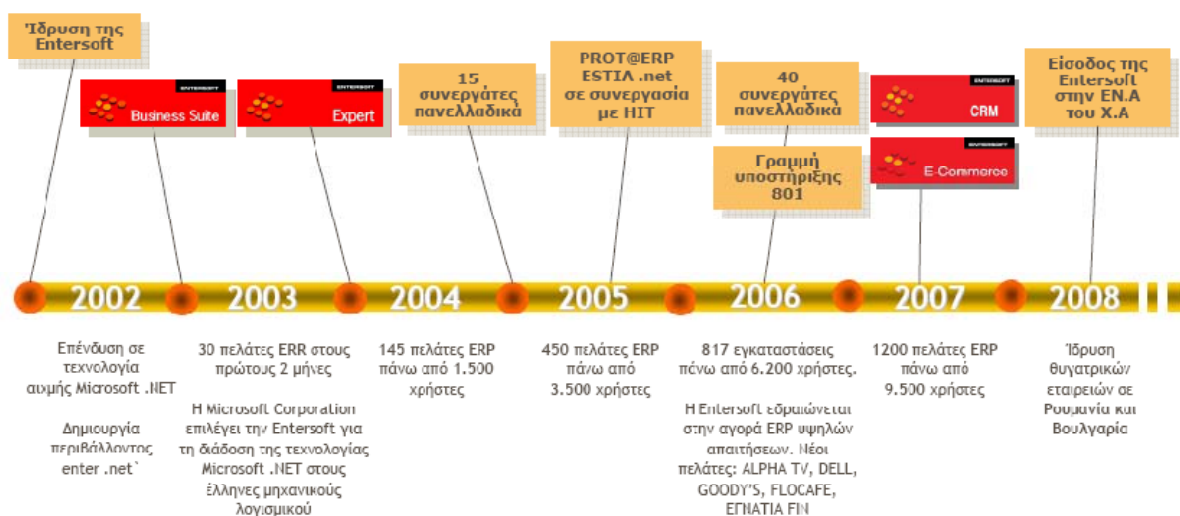 Ίδρυση της
Entersoft
ENTERSOFT
Business Suite
ENTERSOFT
Expert
15
συνεργάτες
πανελλαδικά
PROT@ERP
ΕΣΤΙΑ .net
σε συνεργασία
με HIT
40
συνεργάτες
πανελλαδικά
Γραμμή
υποστήριξης
801
ENTERSOFT
CRM
ENTERSOFT
E-Commerce
Είσοδος της
Entersoft
στην ΕΝ.Α
του Χ.Α
2002
2003
2004
2005
2006
2007
2008
Επένδυση σε
τεχνολογία
αιχμής Microsoft .NET
Δημιουργία
περιβάλλοντος
enter .net`
30 πελάτες ERR στους
πρώτους 2 μήνες
Η Microsoft Corporation
επιλέγει την Entersoft για
τη διάδοση της τεχνολογίας
Microsoft .NET στους
έλληνες μηχανικούς
λογισμικού
145 πελάτες ERP
πάνω από 1.500
χρήστες
450 πελάτες ERP
πάνω από
3.500 χρήστες
817 εγκαταστάσεις
πάνω από 6.200 χρήστες.
Η Entersoft εδραιώνεται
στην αγορά ERP υψηλών
απαιτήσεων. Νέοι
πελάτες: ALPHA TV, DELL,
GOODY'S, FLOCAFE,
ΕΓΝΑΤΙΑ FIN
1200 πελάτες ERP
πάνω από
9.500 χρήστες
Ίδρυση
θυγατρικών
εταιρειών σε
Ρουμανία και
Βουλγαρία